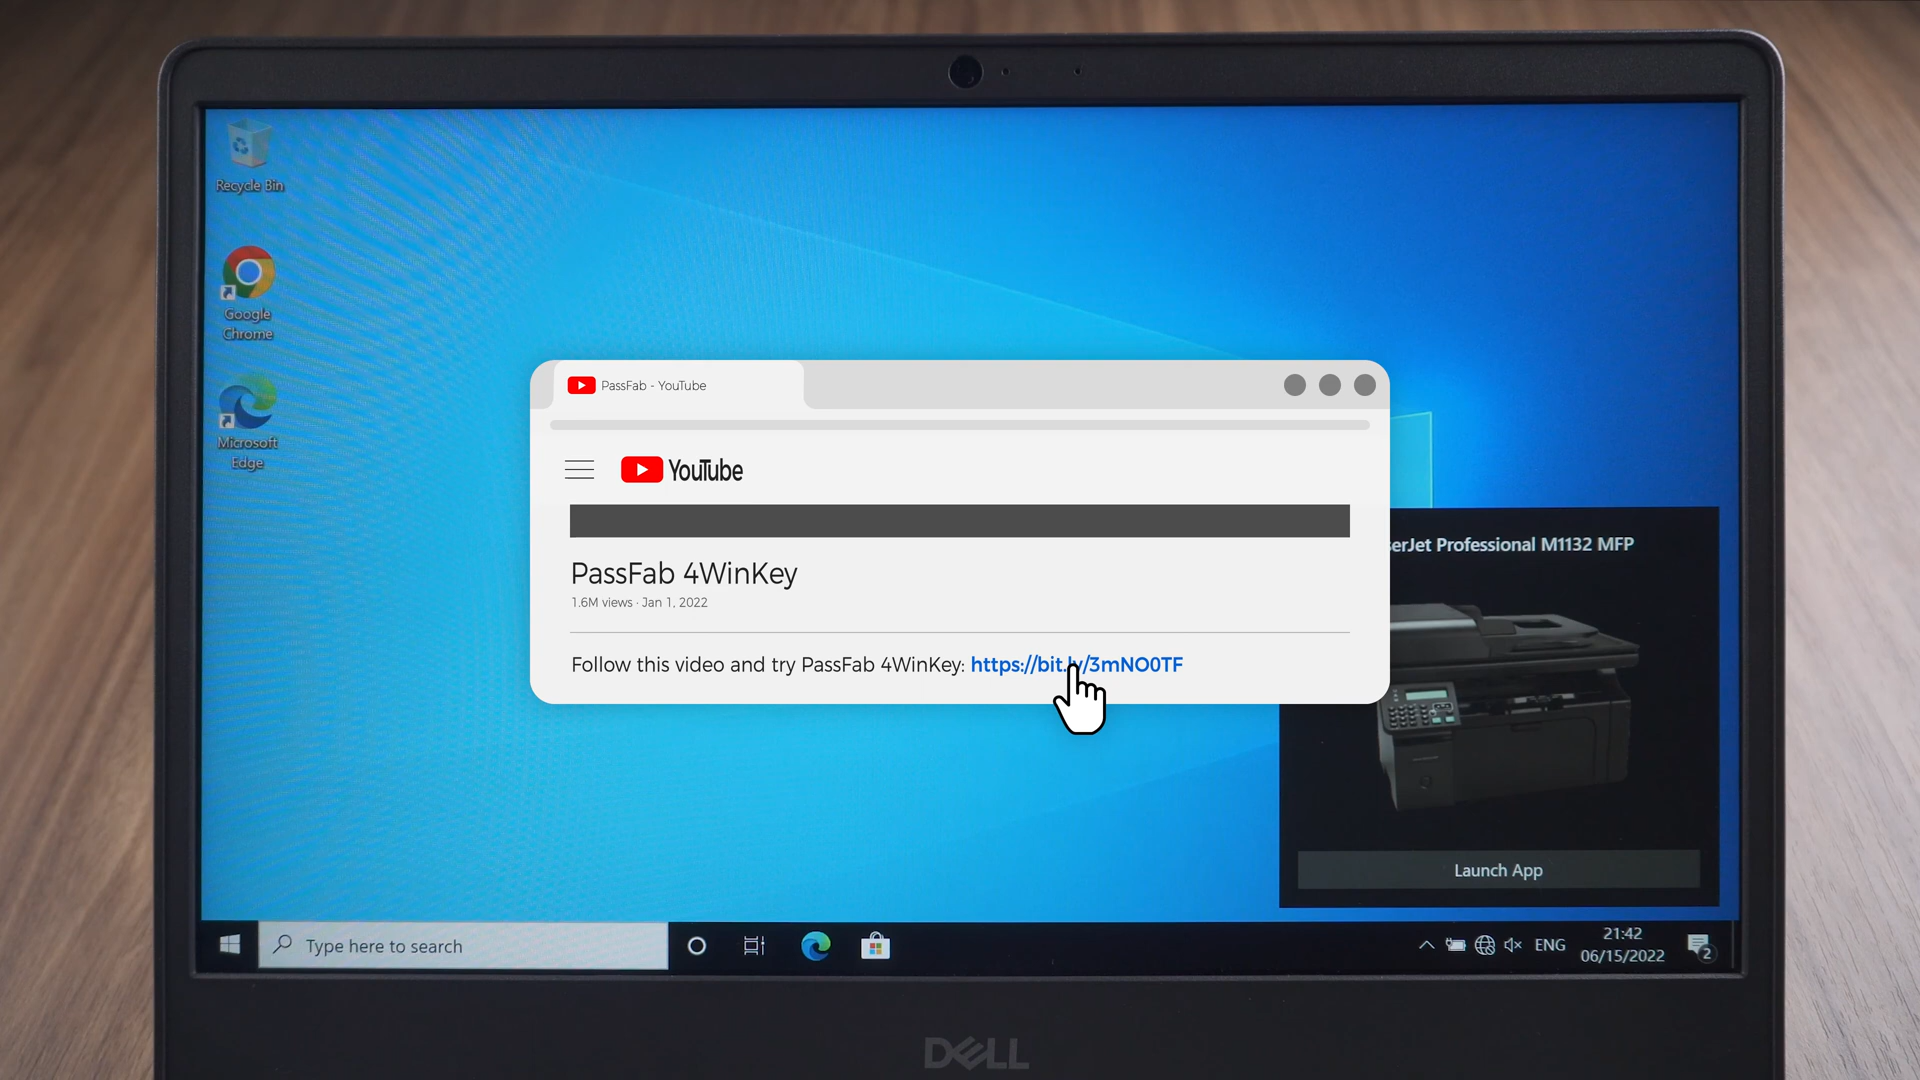 Recycle Bin
Google
Chrome
Microsoft
Edge
PassFab - YouTube
YouTube
PassFab 4WinKey
1.6M views · Jan 1, 2022
Follow this video and try PassFab 4WinKey: https://bit.ly/3mNO0TF
serJet Professional M1132 MFP
Launch App
Type here to search
ENG
21:42
06/15/2022
2
DELL